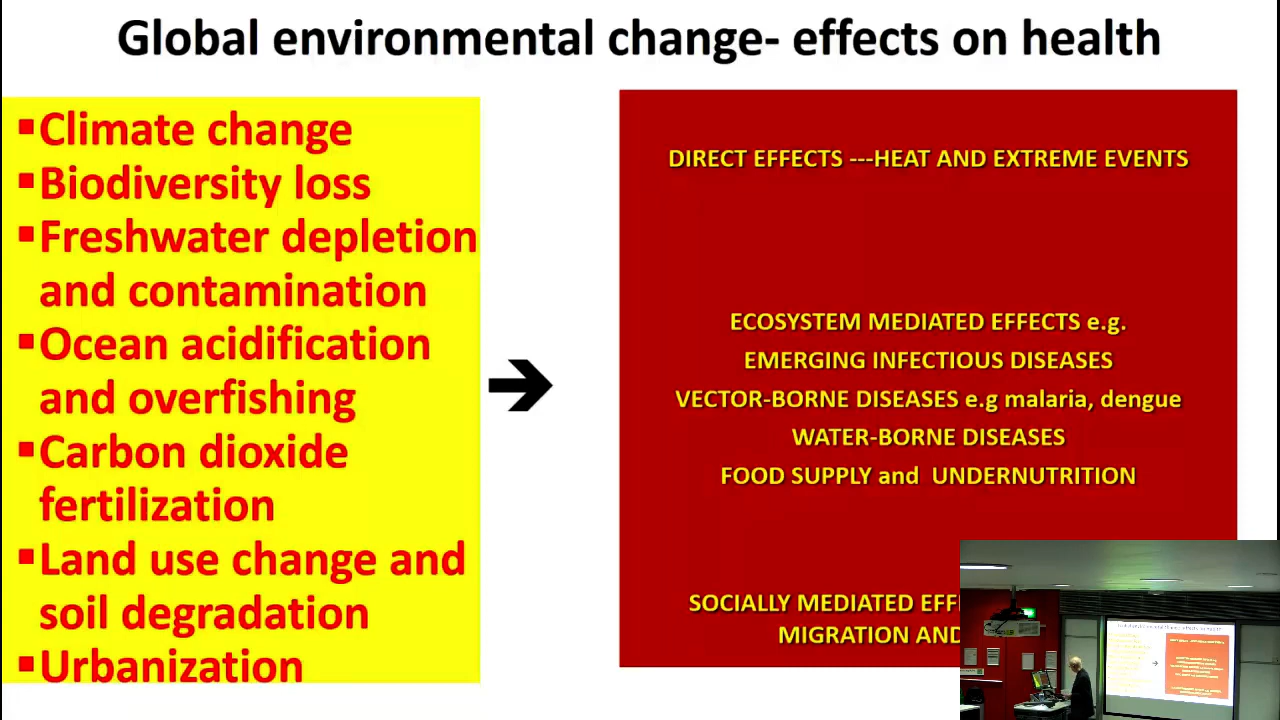 Global environmental change- effects on health
▪Climate change
▪Biodiversity loss
▪Freshwater depletion
and contamination
▪Ocean acidification
and overfishing
▪Carbon dioxide
fertilization
▪Land use change and
soil degradation
▪Urbanization
DIRECT EFFECTS ---HEAT AND EXTREME EVENTS
ECOSYSTEM MEDIATED EFFECTS e.g.
EMERGING INFECTIOUS DISEASES
VECTOR-BORNE DISEASES e.g malaria, dengue
WATER-BORNE DISEASES
FOOD SUPPLY and UNDERNUTRITION
SOCIALLY MEDIATED EFF
MIGRATION AND